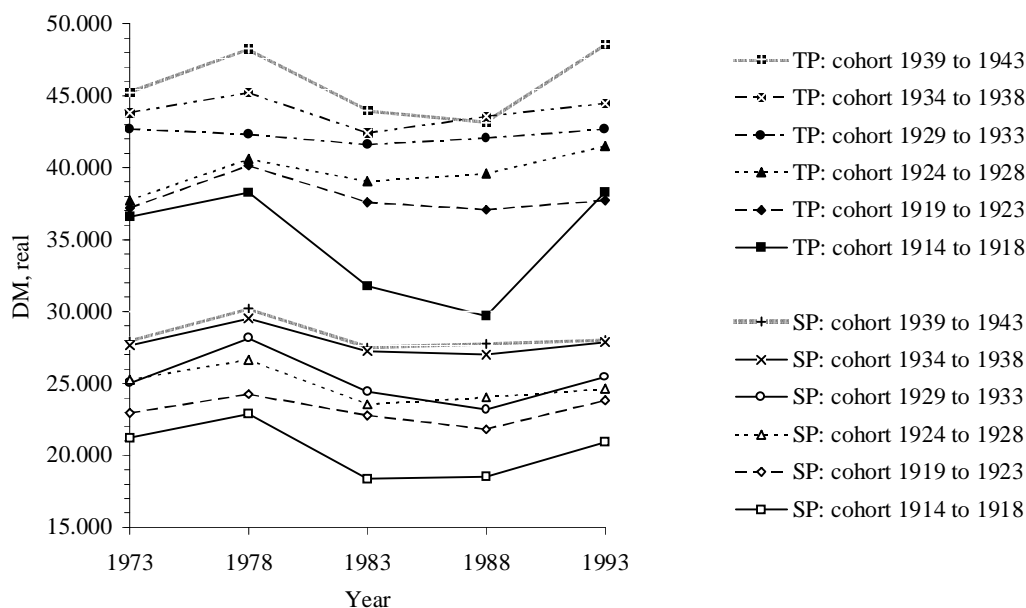 50.000
45.000
40.000
35.000
30.000
25.000
20.000
15.000
DM, real
1973 1978 1983 1988 1993
Year
TP: cohort 1939 to 1943
TP: cohort 1934 to 1938
TP: cohort 1929 to 1933
TP: cohort 1924 to 1928
TP: cohort 1919 to 1923
TP: cohort 1914 to 1918
SP: cohort 1939 to 1943
SP: cohort 1934 to 1938
SP: cohort 1929 to 1933
SP: cohort 1924 to 1928
SP: cohort 1919 to 1923
SP: cohort 1914 to 1918